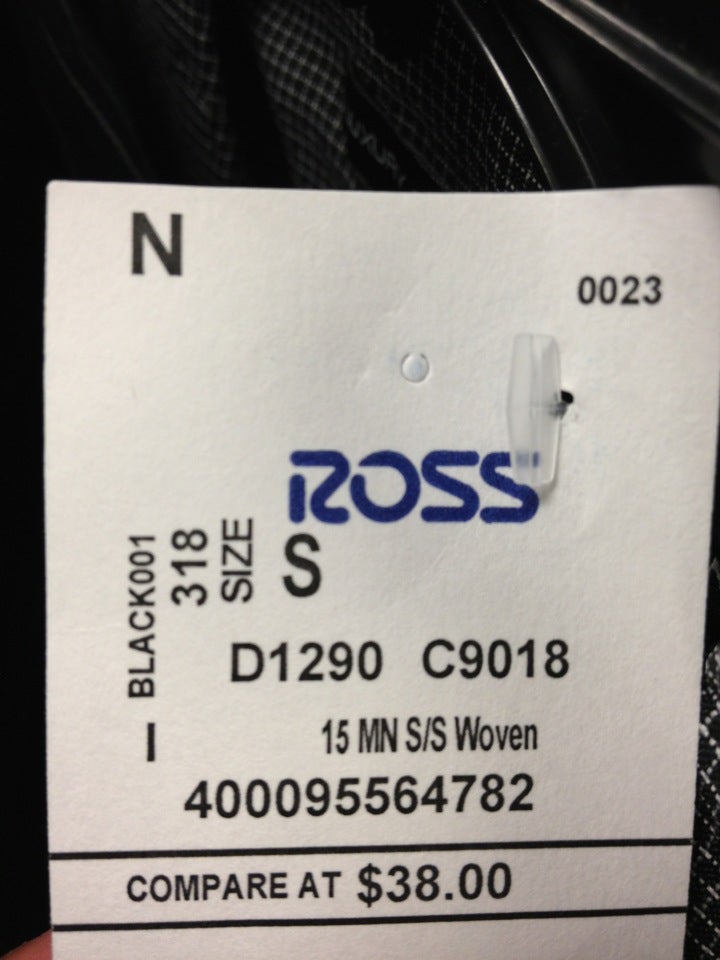 N
0023
ROSS
BLACK001
318
SIZE
S
D1290 C9018
I
15 MN S/S Woven
400095564782
COMPARE AT $38.00